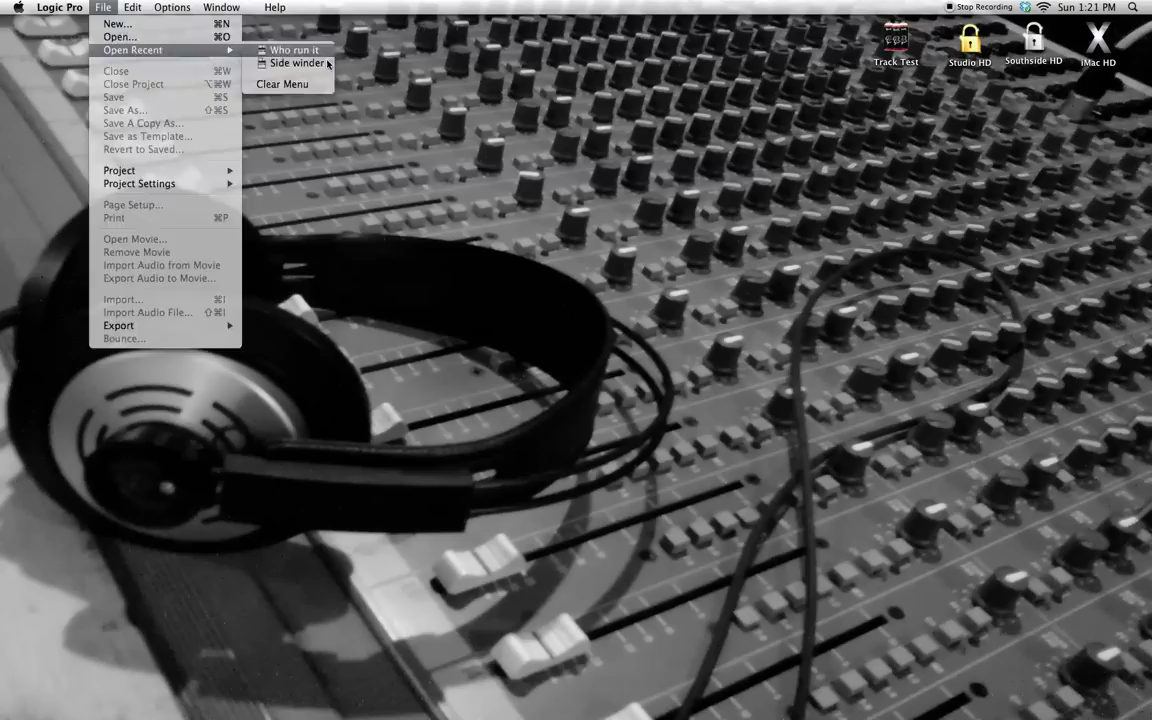 Logic Pro File Edit Options Window Help Stop Recording Sun 1:21 PM
New... ⌘N
Open... ⌘O
Open Recent
Who run it
Side winder
Clear Menu
Close ⌘W
Close Project ⌥⌘W
Save ⌘S
Save As... ⇧⌘S
Save A Copy As...
Save as Template...
Revert to Saved...
Project
Project Settings
Page Setup...
Print ⌘P
Open Movie...
Remove Movie
Import Audio from Movie
Export Audio to Movie...
Import... ⌘I
Import Audio File... ⇧⌘I
Export
Bounce...
Track Test Studio HD Southside HD iMac HD